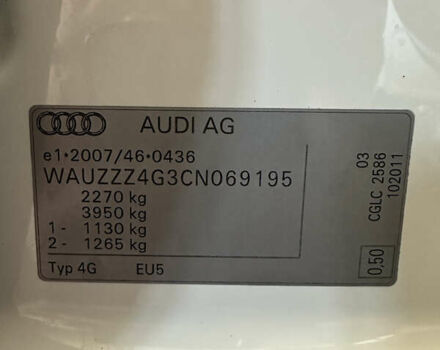 AUDI AG
e1*2007/46*0436
WAUZZZ4G3CN069195
2270 kg
3950 kg
1 - 1130 kg
2 - 1265 kg
Typ 4G EU5
03
CGLC 2586
102011
0,50